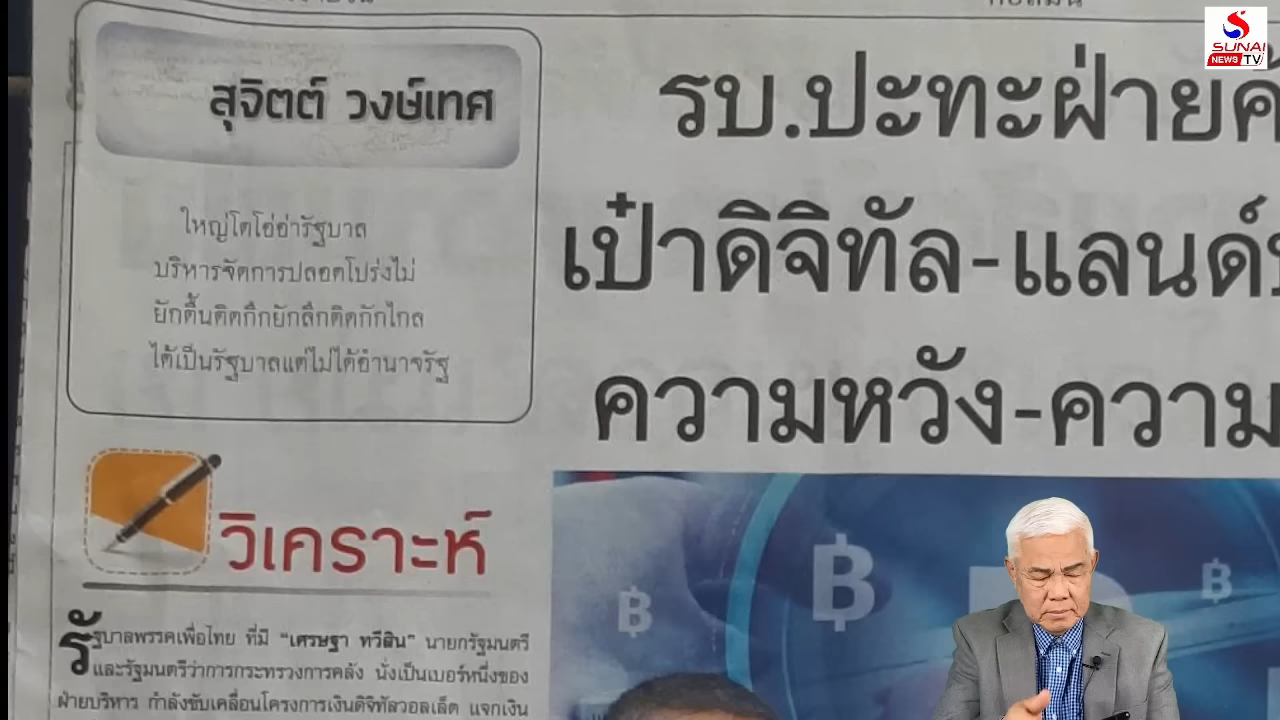 SUNAI
NEWS TV
สุจิตต์ วงษ์เทศ
ใหญ่โตโอ่อ่ารัฐบาล
บริหารจัดการปลอดโปร่งไม่
ยักตื้นติดกึกยักลึกติดกักไกล
ได้เป็นรัฐบาลแต่ไม่ได้อำนาจรัฐ
รบ.ปะทะฝ่ายค้
เป๋าดิจิทัล-แลนด์
ความหวัง-ความ
วิเคราะห์
รัฐบาลพรรคเพื่อไทย ที่มี “เศรษฐา ทวีสิน” นายกรัฐมนตรี
และรัฐมนตรีว่าการกระทรวงการคลัง นั่งเป็นเบอร์หนึ่งของ
ฝ่ายบริหาร กำลังขับเคลื่อนโครงการเงินดิจิทัลวอลเล็ต แจกเงิน